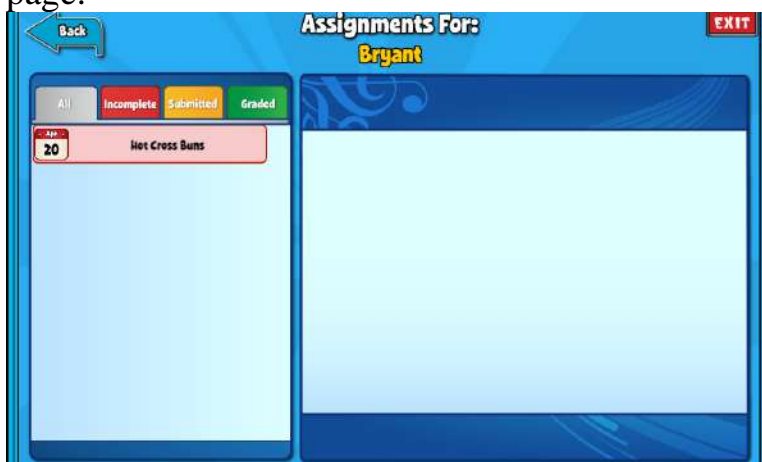 page.
Back
Assignments For:
EXIT
Bryant
All
Incomplete
Submitted
Graded
Apr
20
Hot Cross Buns